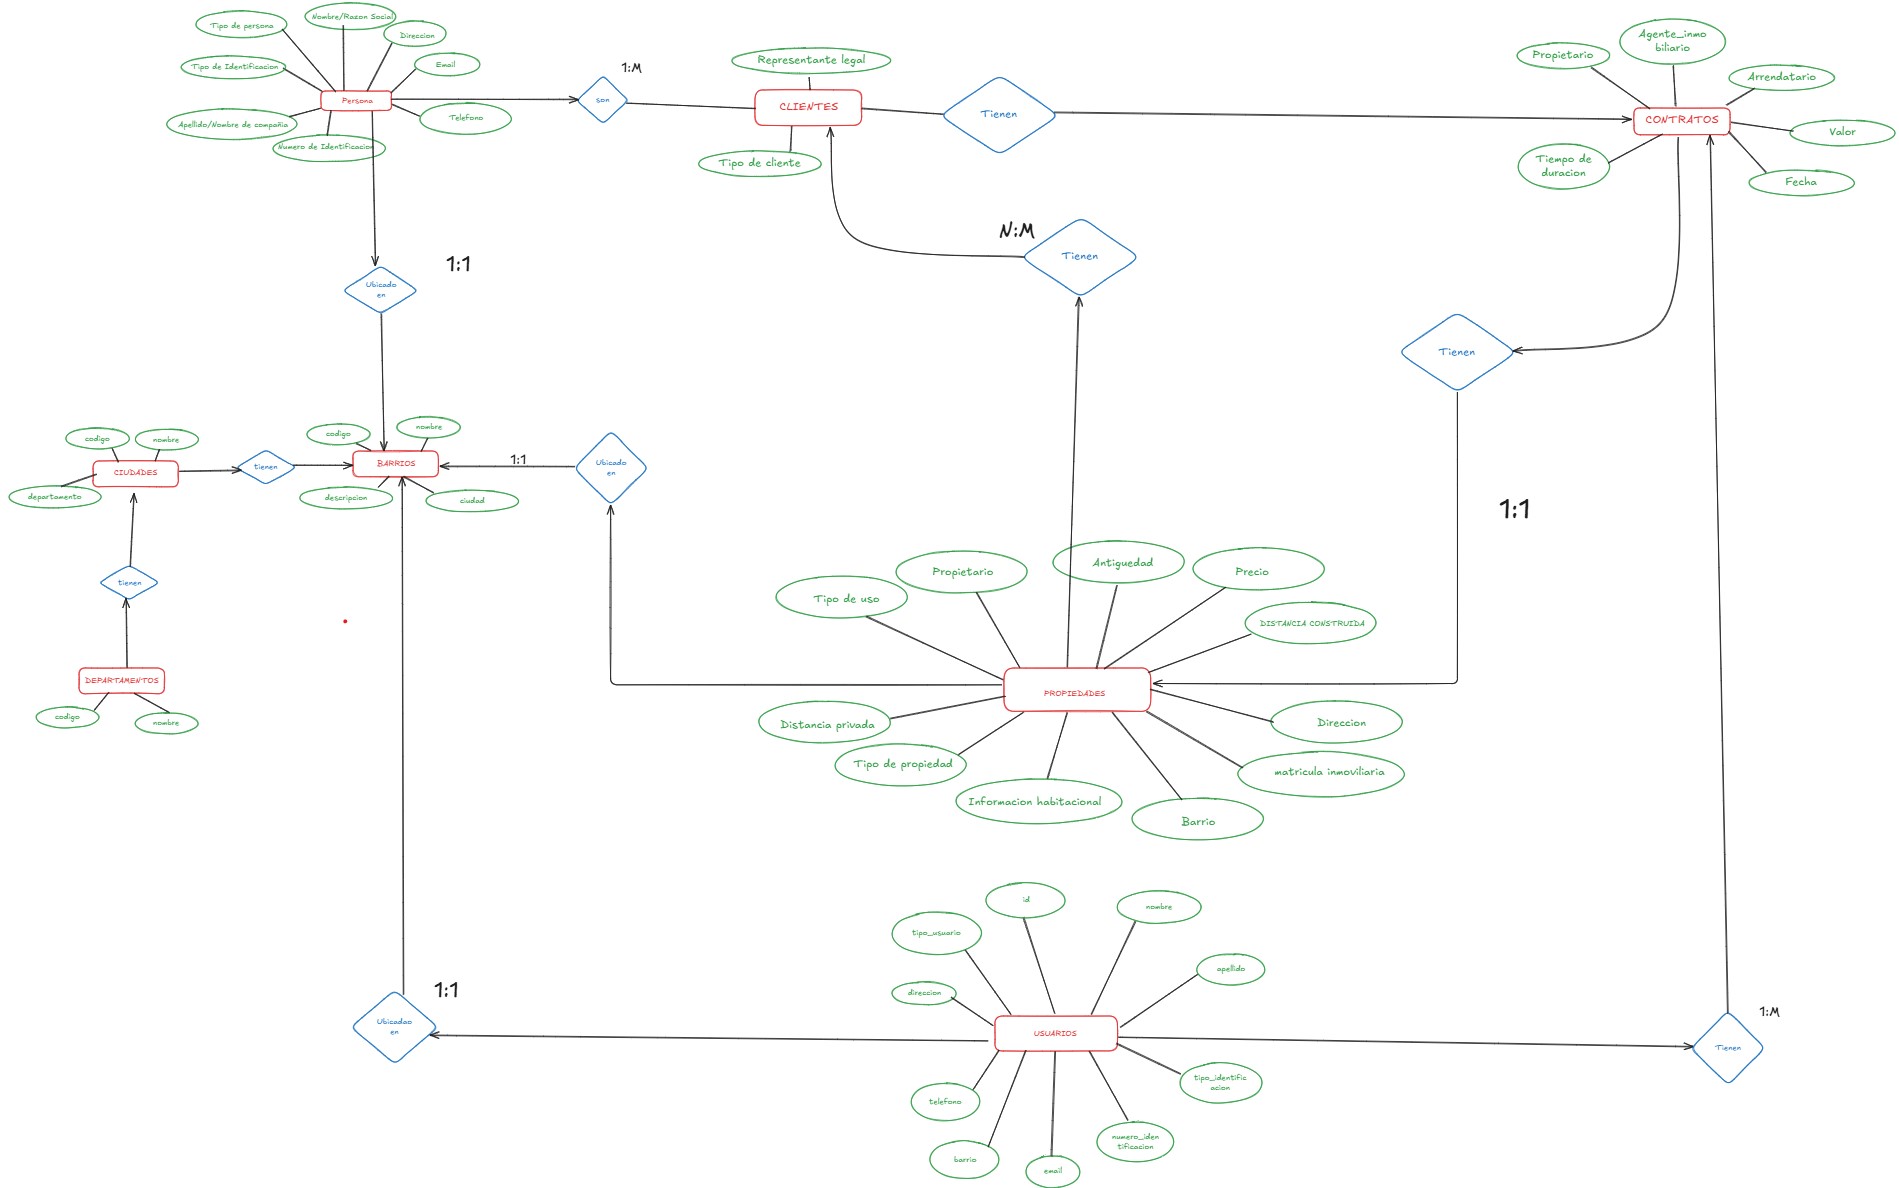 Nombre/Razon Social
Tipo de persona
Direccion
Tipo de Identificacion
Email
Persona
Apellido/Nombre de compañia
Telefono
Numero de Identificacion
1:M
son
Representante legal
CLIENTES
Tipo de cliente
Tienen
Agente_inmo
biliario
Propietario
Arrendatario
CONTRATOS
Valor
Tiempo de
duracion
Fecha
1:1
Ubicado
en
N:M
Tienen
Tienen
codigo
nombre
CIUDADES
departamento
tienen
codigo
nombre
BARRIOS
descripcion
ciudad
1:1
Ubicado
en
1:1
tienen
DEPARTAMENTOS
codigo
nombre
Tipo de uso
Propietario
Antiguedad
Precio
DISTANCIA CONSTRUIDA
PROPIEDADES
Distancia privada
Direccion
Tipo de propiedad
matricula inmoviliaria
Informacion habitacional
Barrio
id
nombre
tipo_usuario
apellido
direccion
USUARIOS
tipo_identific
acion
telefono
numero_iden
tificacion
barrio
email
1:1
Ubicadao
en
1:M
Tienen